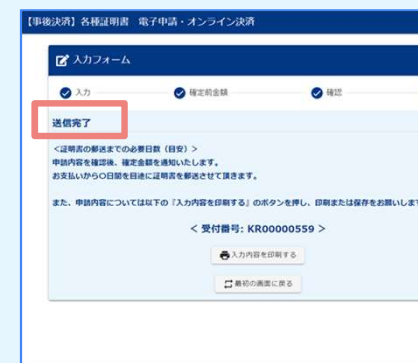 【事後決済】各種証明書 電子申請・オンライン決済
入力フォーム
入力
確定前金額
確認
送信完了
＜証明書の郵送までの必要日数（目安）＞
申請内容を確認後、確定金額を通知いたします。
お支払いから〇日間を目途に証明書を郵送させて頂きます。
また、申請内容については以下の『入力内容を印刷する』のボタンを押し、印刷または保存をお願いしま
< 受付番号: KR00000559 >
入力内容を印刷する
最初の画面に戻る